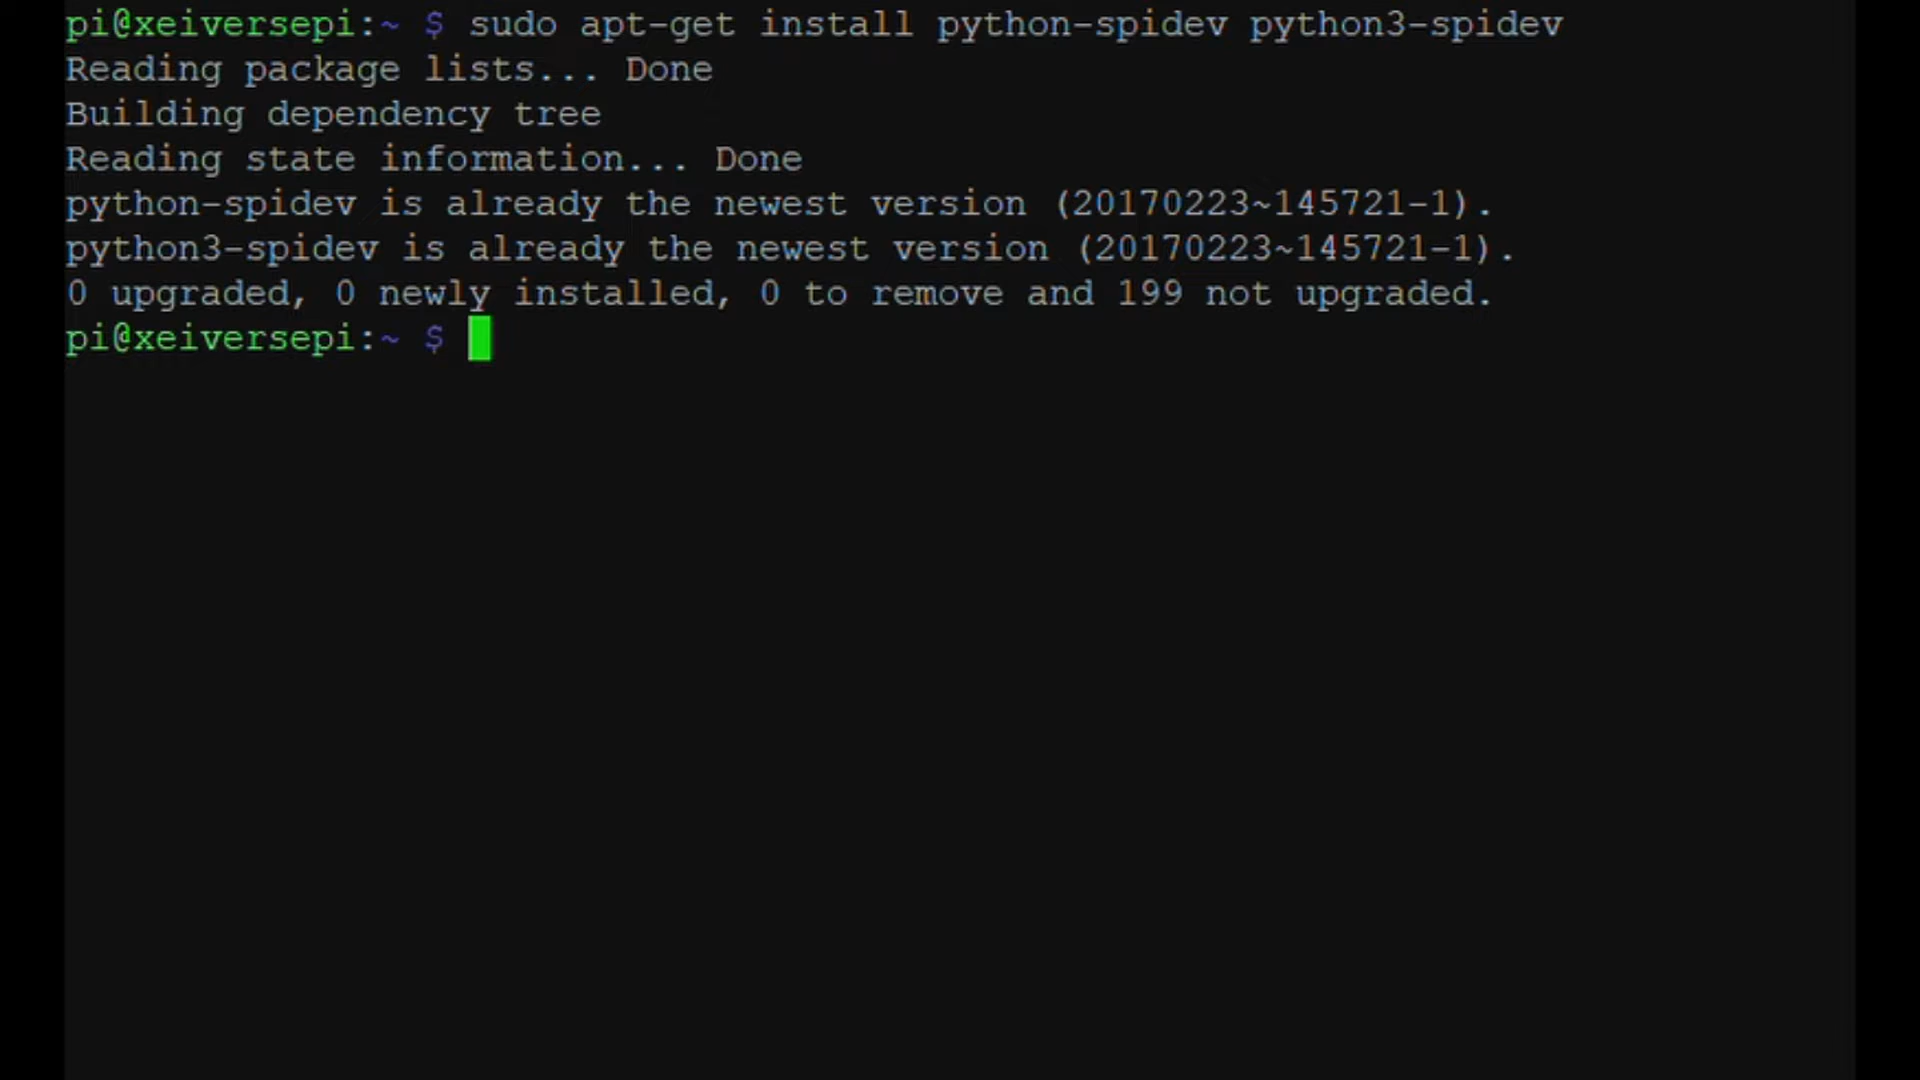 pi@xeiversepi:~ $ sudo apt-get install python-spidev python3-spidev
Reading package lists... Done
Building dependency tree
Reading state information... Done
python-spidev is already the newest version (20170223~145721-1).
python3-spidev is already the newest version (20170223~145721-1).
0 upgraded, 0 newly installed, 0 to remove and 199 not upgraded.
pi@xeiversepi:~ $